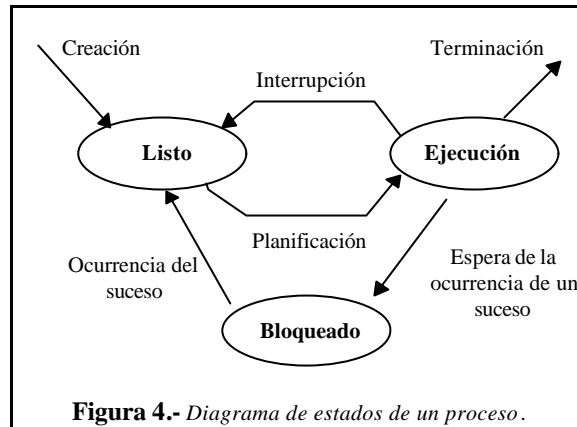 Creación
Terminación
Interrupción
Listo
Ejecución
Planificación
Ocurrencia del
suceso
Espera de la
ocurrencia de un
suceso
Bloqueado
Figura 4.- Diagrama de estados de un proceso.